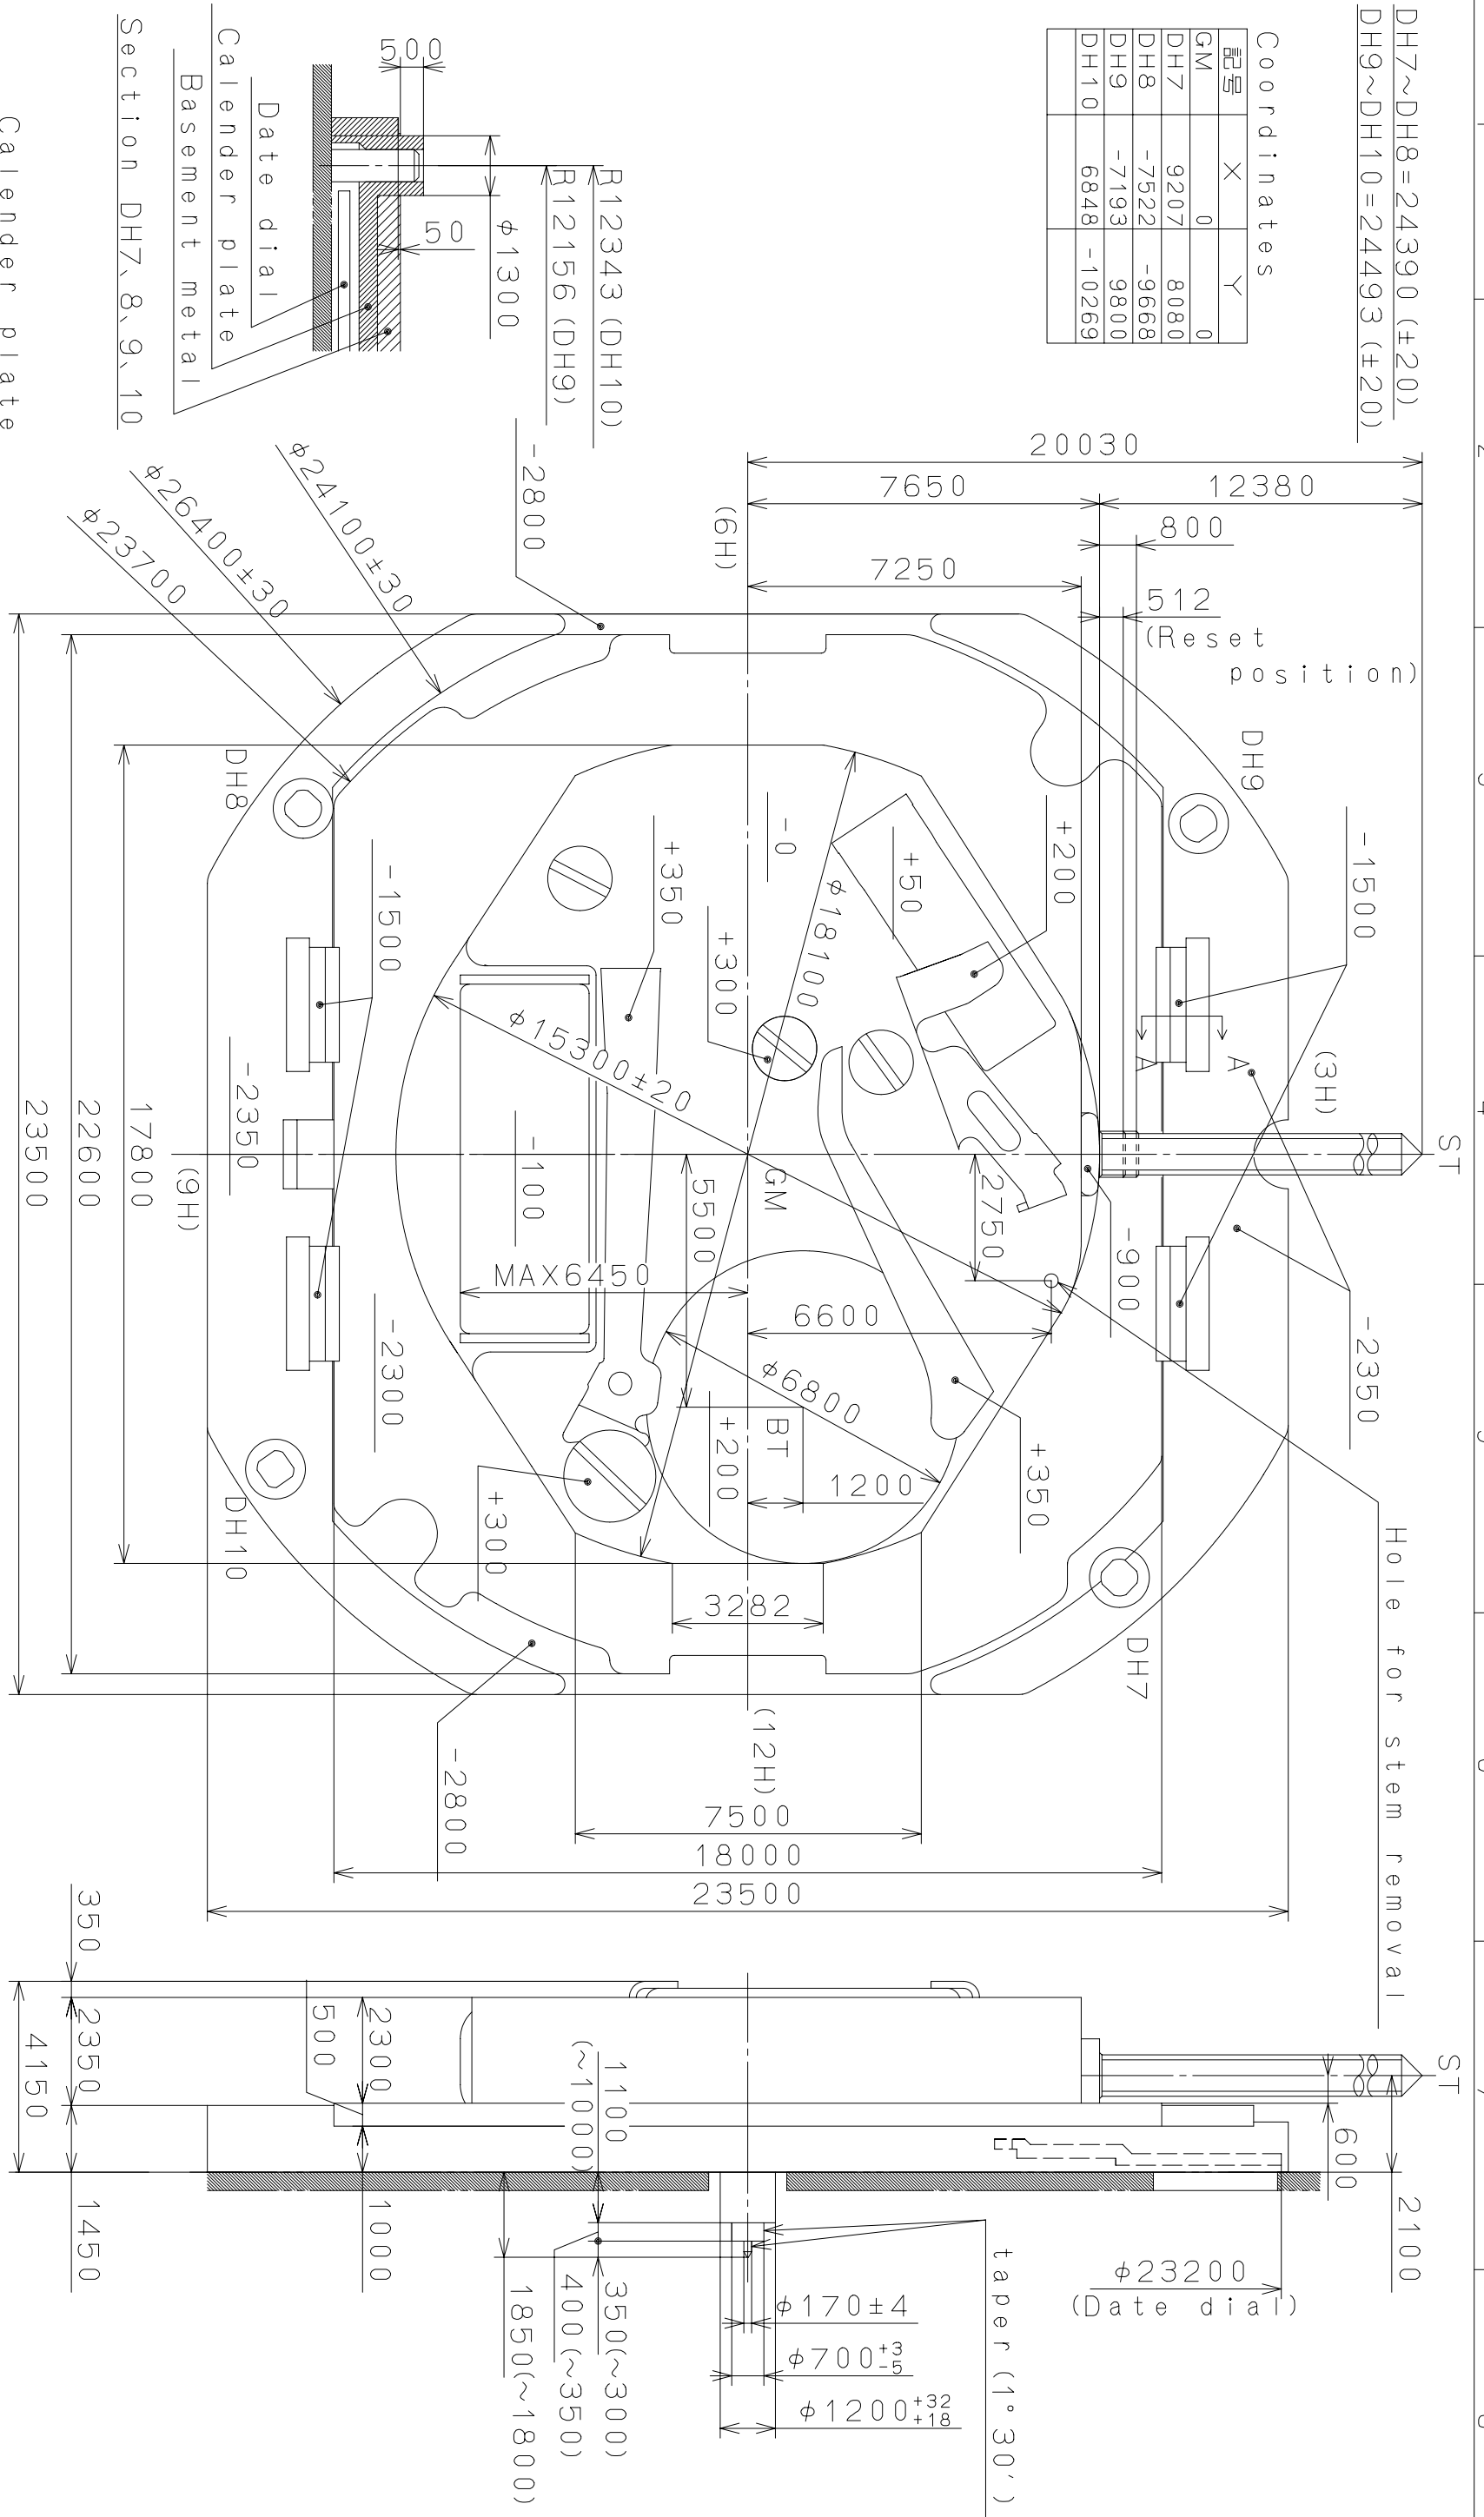 DH7~DH8=24390 (±20)
DH9~DH10=24493 (±20)
Coordinates
記号 X Y
GM 0 0
DH7 9207 8080
DH8 -7522 -9668
DH9 -7193 9800
DH10 6848 -10269
500
φ1300
50
R12343 (DH10)
R12156 (DH9)
Date dial
Calender plate
Basement metal
Section DH7, 8, 9, 10
Calender plate
20030
7650
12380
800
7250
512
(Reset
position)
(6H)
-2800
φ24100±30
φ26400±30
φ23700
DH9
DH8
-1500
-1500
+200
+50
-0
+350
+300
φ18100
φ15300±20
A
A
(3H)
ST
-2350
-2350
(9H)
-100
GM
5500
2750
-900
MAX6450
6600
-2300
φ6800
BT
+200
1200
+350
+300
3282
DH10
DH7
Hole for stem removal
17800
22600
23500
(12H)
-2800
7500
18000
23500
ST
350
2350
4150
1450
500
2300
1000
1100
(~1000)
600
2100
φ23200
(Date dial)
taper (1°30')
φ170±4
φ700 +3 -5
φ1200 +32 +18
350(~300)
400(~350)
1850(~1800)
2
3
4
5
6
7